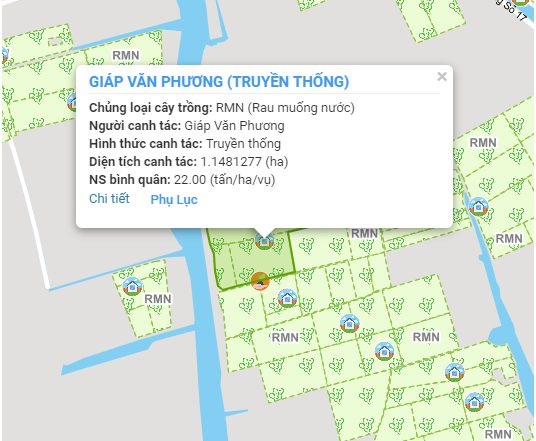 ng Số 17
RMN
RMN
GIÁP VĂN PHƯƠNG (TRUYỀN THỐNG)
×
Chủng loại cây trồng: RMN (Rau muống nước)
Người canh tác: Giáp Văn Phương
Hình thức canh tác: Truyền thống
Diện tích canh tác: 1.1481277 (ha)
NS bình quân: 22.00 (tấn/ha/vụ)
Chi tiết Phụ Lục
RMN
RMN
RMN
RMN
RMN
RMN
RMN
RMN